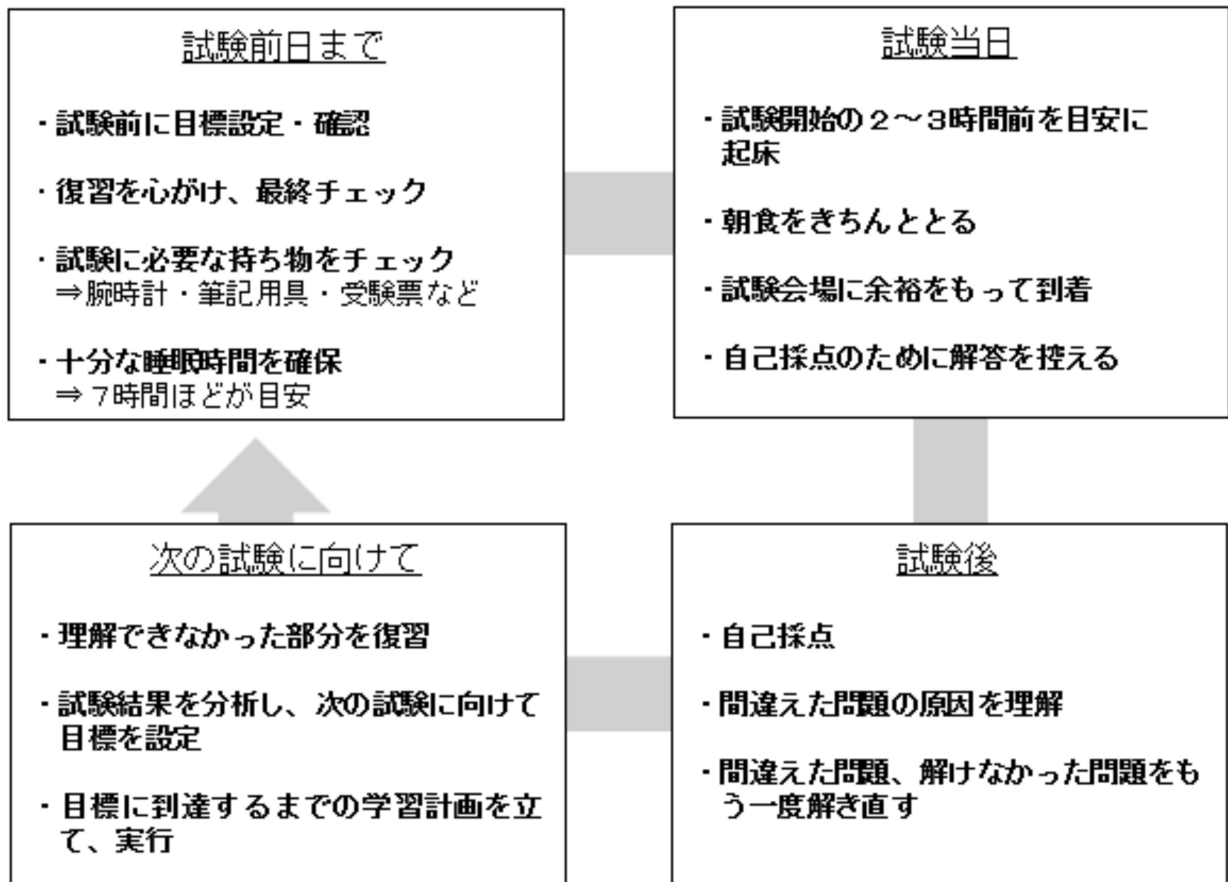 試験前日まで
・試験前に目標設定・確認
・復習を心がけ、最終チェック
・試験に必要な持ち物をチェック
⇒腕時計・筆記用具・受験票など
・十分な睡眠時間を確保
⇒７時間ほどが目安
試験当日
・試験開始の２～３時間前を目安に
起床
・朝食をきちんととる
・試験会場に余裕をもって到着
・自己採点のために解答を控える
次の試験に向けて
・理解できなかった部分を復習
・試験結果を分析し、次の試験に向けて
目標を設定
・目標に到達するまでの学習計画を立
て、実行
試験後
・自己採点
・間違えた問題の原因を理解
・間違えた問題、解けなかった問題をも
う一度解き直す